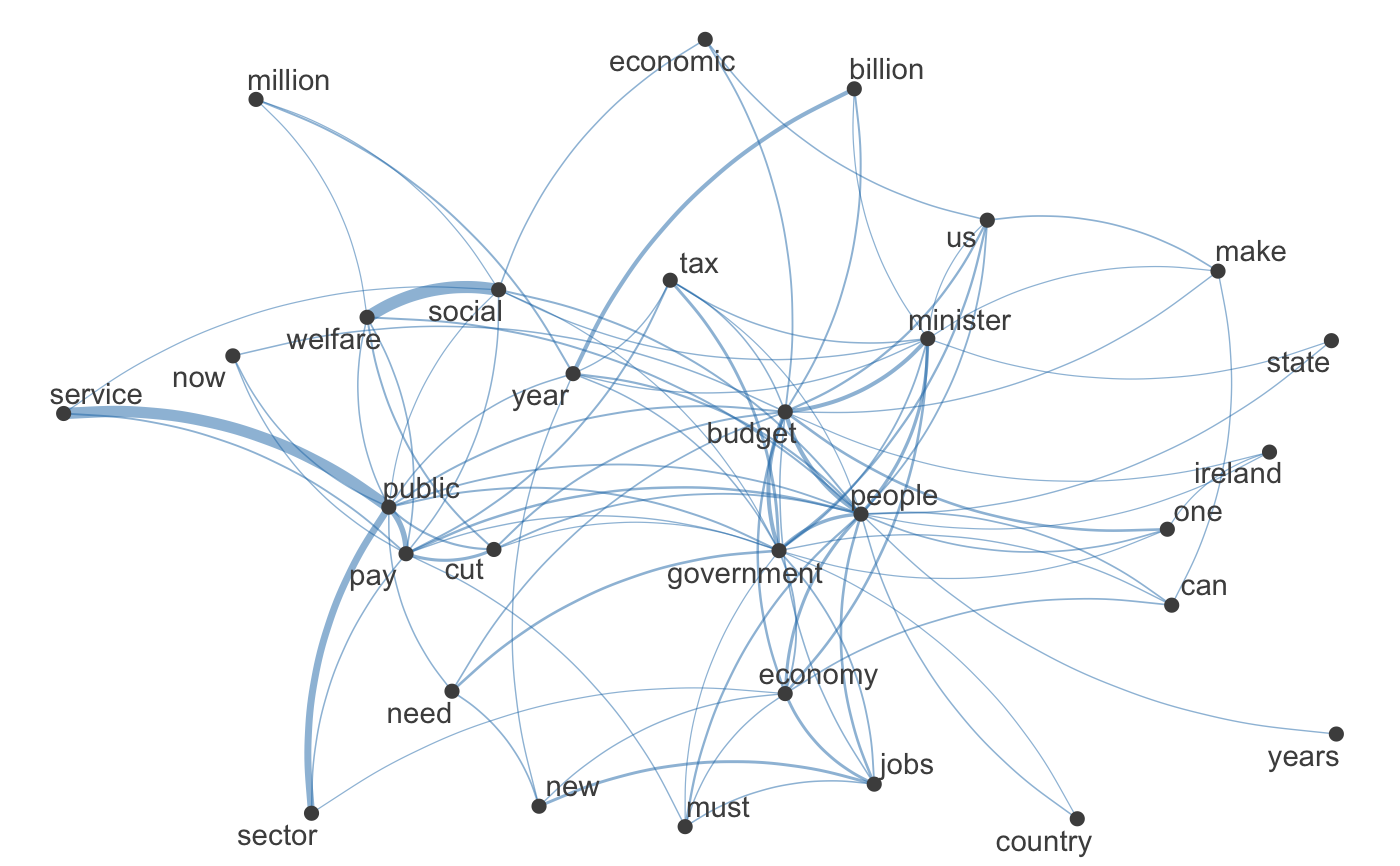 economic
billion
million
us
make
tax
social
minister
welfare
state
now
service
year
budget
ireland
public
people
one
pay
cut
government
can
economy
need
years
jobs
new
must
sector
country